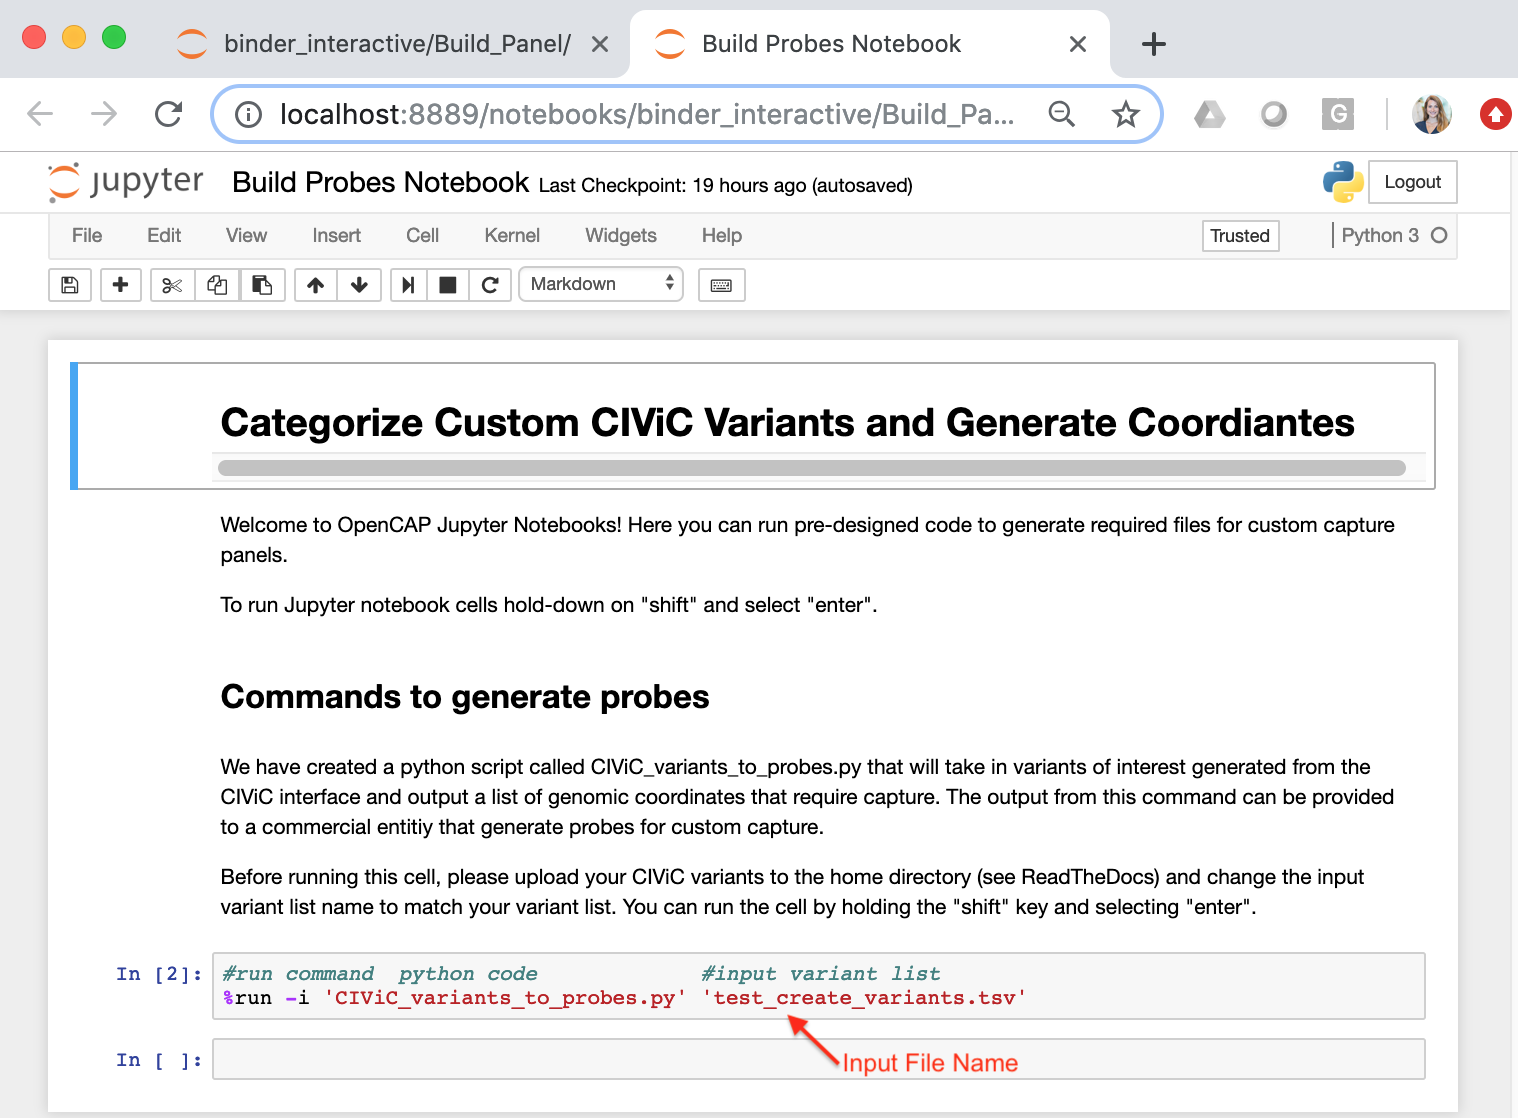 binder_interactive/Build_Panel/
Build Probes Notebook
localhost:8889/notebooks/binder_interactive/Build_Pa...
G
jupyter Build Probes Notebook Last Checkpoint: 19 hours ago (autosaved)
Logout
File Edit View Insert Cell Kernel Widgets Help
Trusted
Python 3
Markdown
Categorize Custom CIViC Variants and Generate Coordiantes
Welcome to OpenCAP Jupyter Notebooks! Here you can run pre-designed code to generate required files for custom capture
panels.
To run Jupyter notebook cells hold-down on "shift" and select "enter".
Commands to generate probes
We have created a python script called CIViC_variants_to_probes.py that will take in variants of interest generated from the
CIViC interface and output a list of genomic coordinates that require capture. The output from this command can be provided
to a commercial entitiy that generate probes for custom capture.
Before running this cell, please upload your CIViC variants to the home directory (see ReadTheDocs) and change the input
variant list name to match your variant list. You can run the cell by holding the "shift" key and selecting "enter".
In [2]: #run command  python code             #input variant list
%run -i 'CIViC_variants_to_probes.py' 'test_create_variants.tsv'
In [ ]:
Input File Name